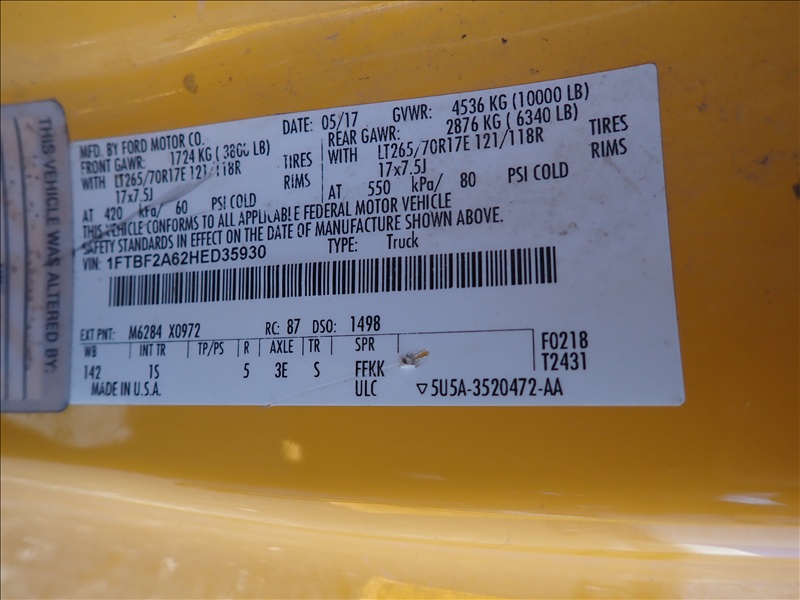 THIS VEHICLE WAS ALTERED BY:
MFD. BY FORD MOTOR CO.
DATE: 05/17 GVWR: 4536 KG (10000 LB)
FRONT GAWR: 1724 KG (3800 LB)
WITH LT265/70R17E 121/118R TIRES
17x7.5J RIMS
AT 420 kPa/ 60 PSI COLD
REAR GAWR: 2876 KG ( 6340 LB)
WITH LT265/70R17E 121/118R TIRES
17x7.5J RIMS
AT 550 kPa/ 80 PSI COLD
THIS VEHICLE CONFORMS TO ALL APPLICABLE FEDERAL MOTOR VEHICLE
SAFETY STANDARDS IN EFFECT ON THE DATE OF MANUFACTURE SHOWN ABOVE.
VIN: 1FTBF2A62HED35930 TYPE: Truck
EXT PNT: M6284 X0972 RC: 87 DSO: 1498
WB INT TR TP/PS R AXLE TR SPR F0218
142 1S 5 3E S FFKK T2431
MADE IN U.S.A. ULC ▽5U5A-3520472-AA